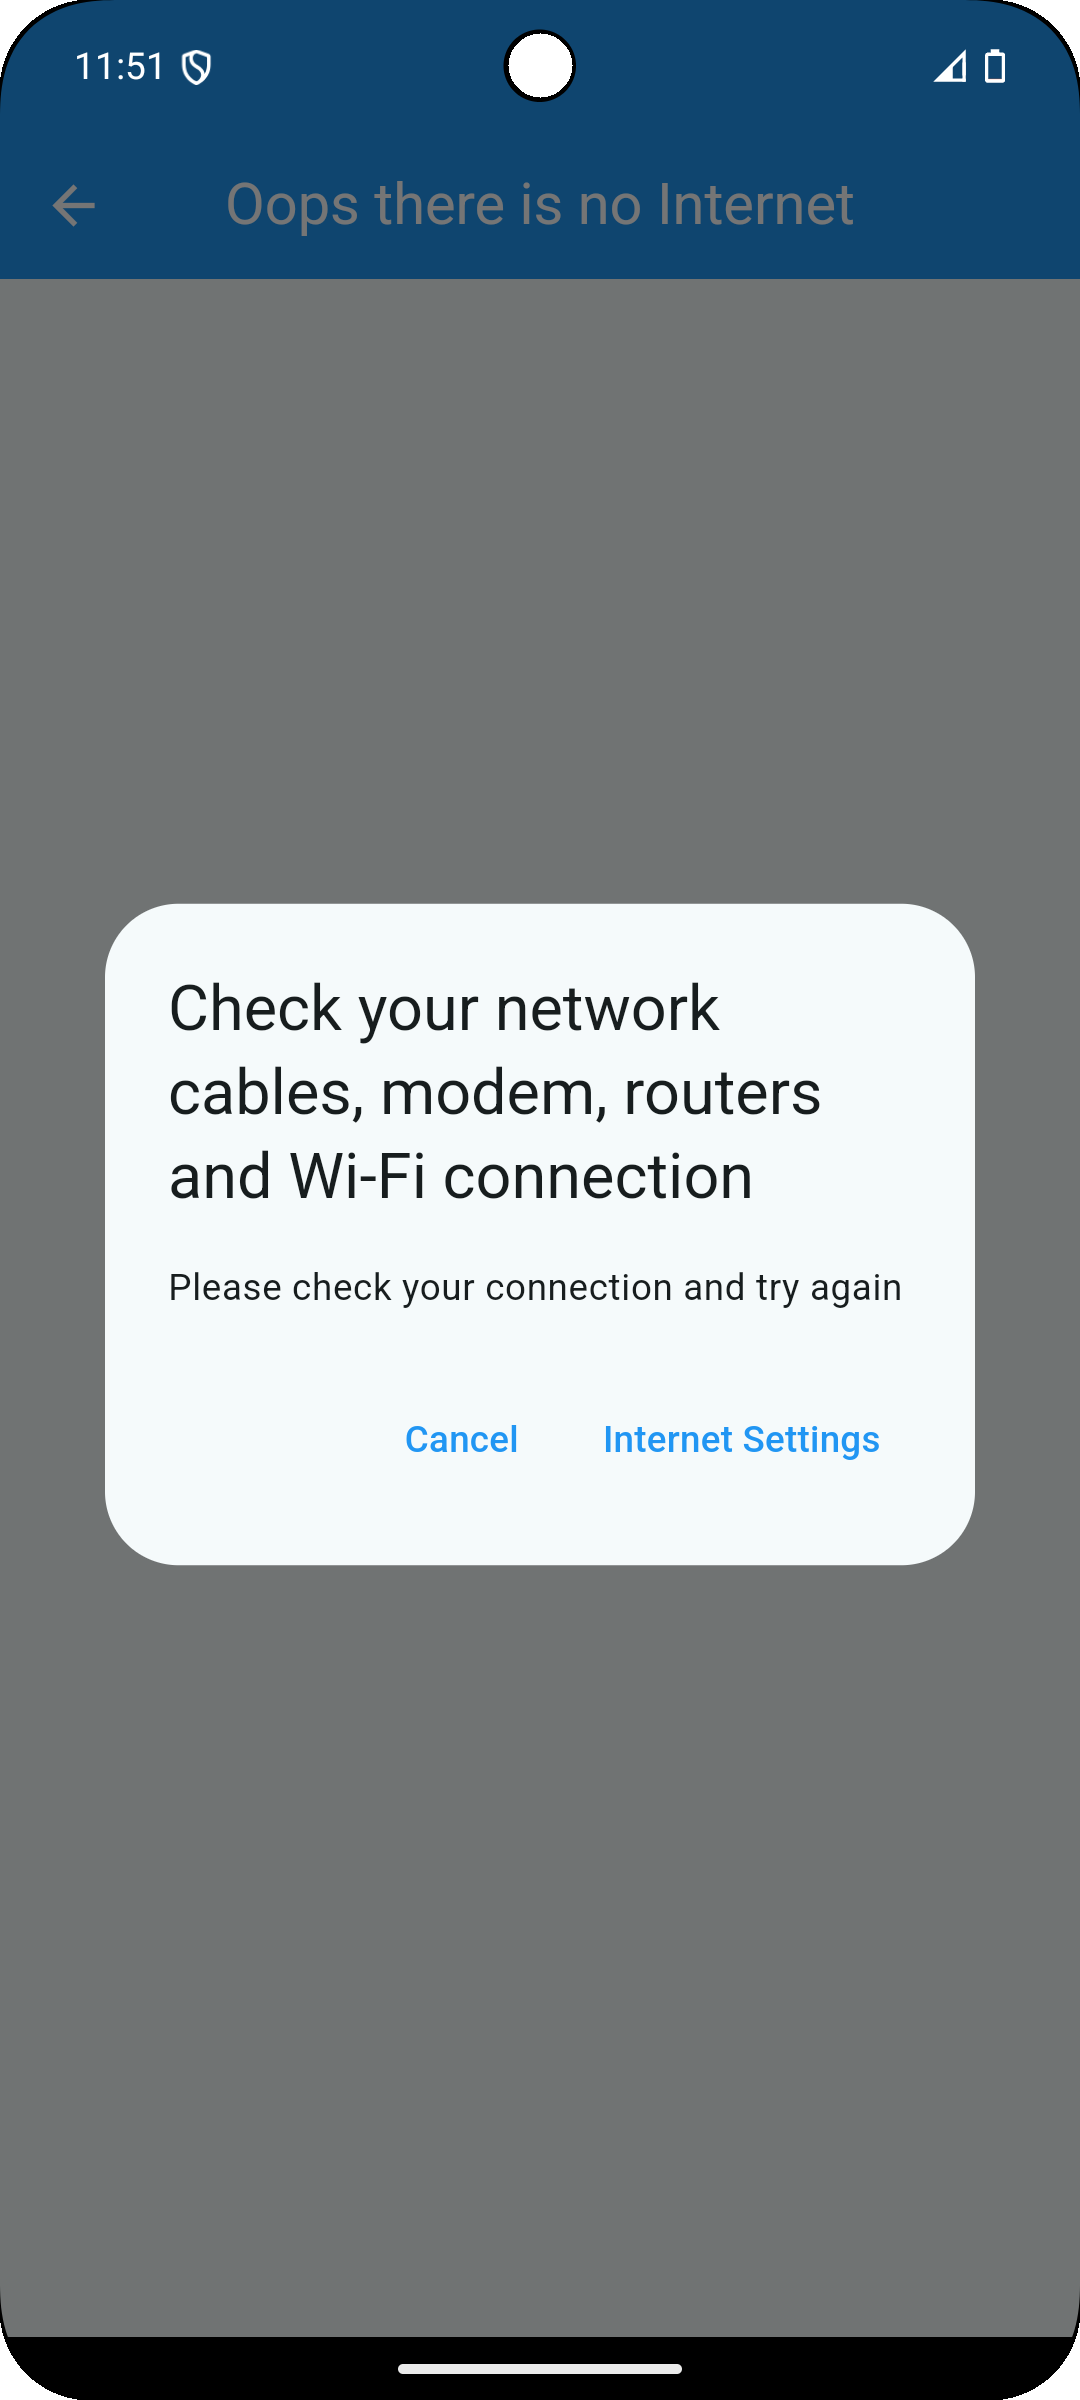 11:51
Oops there is no Internet
Check your network
cables, modem, routers
and Wi-Fi connection
Please check your connection and try again
Cancel
Internet Settings